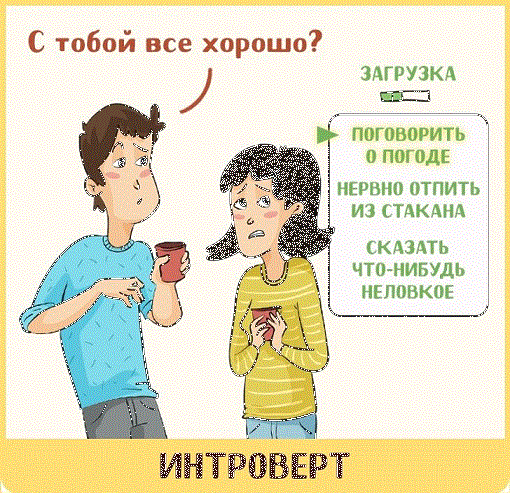 С тобой все хорошо?
ЗАГРУЗКА
ПОГОВОРИТЬ
О ПОГОДЕ
НЕРВНО ОТПИТЬ
ИЗ СТАКАНА
СКАЗАТЬ
ЧТО-НИБУДЬ
НЕЛОВКОЕ
ИНТРОВЕРТ